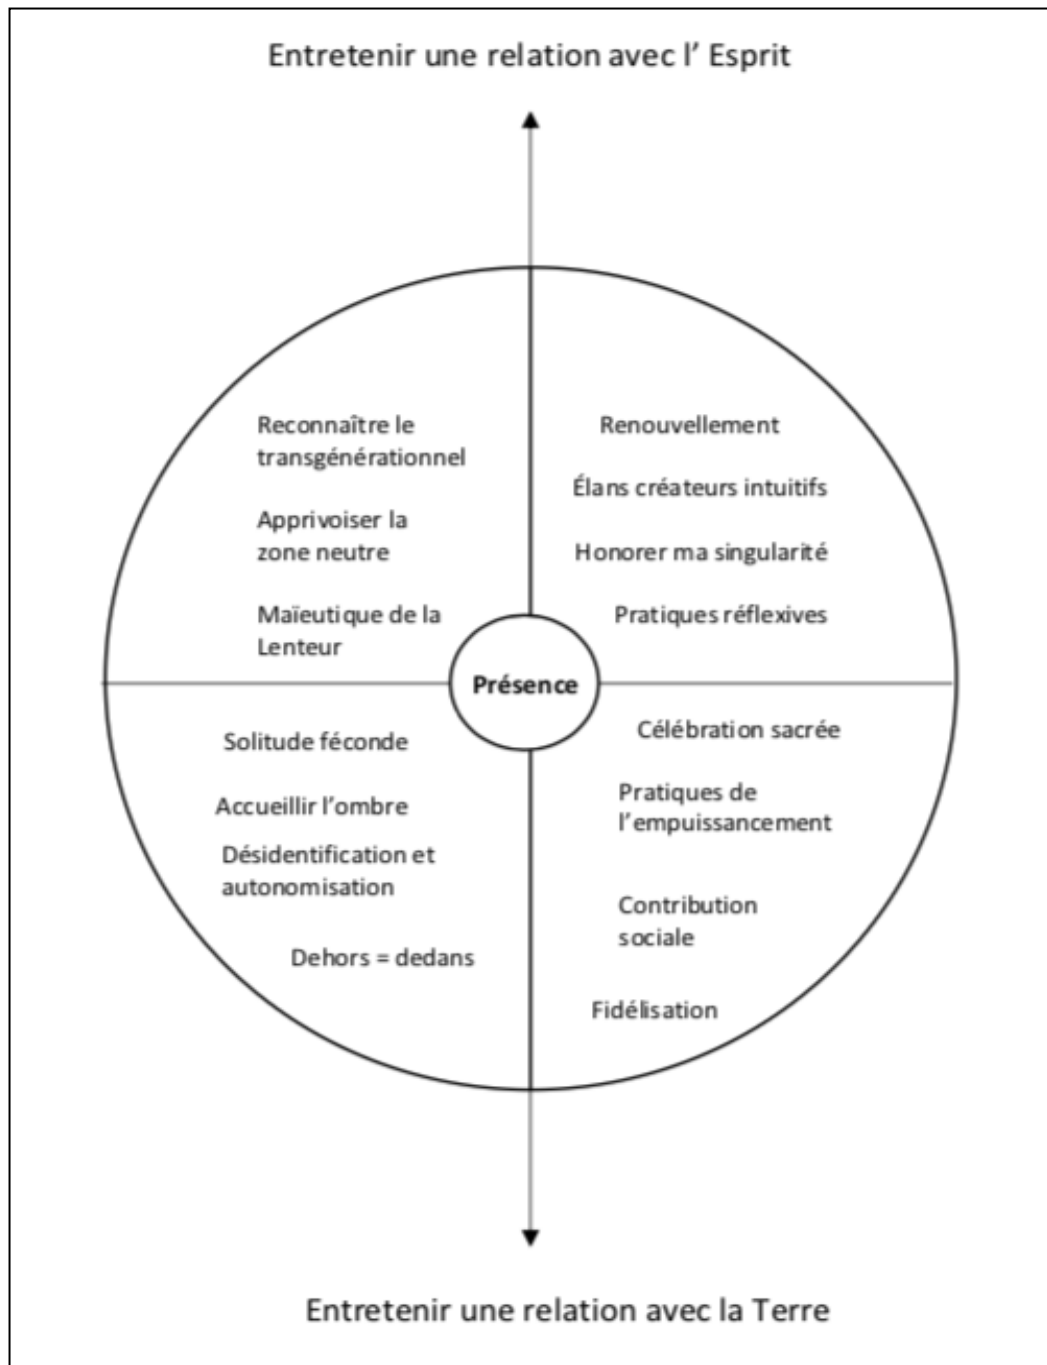 Entretenir une relation avec l' Esprit
Reconnaître le
transgénérationnel
Apprivoiser la
zone neutre
Maïeutique de la
Lenteur
Renouvellement
Élans créateurs intuitifs
Honorer ma singularité
Pratiques réflexives
Présence
Solitude féconde
Accueillir l'ombre
Désidentification et
autonomisation
Dehors = dedans
Célébration sacrée
Pratiques de
l'empuissancement
Contribution
sociale
Fidélisation
Entretenir une relation avec la Terre